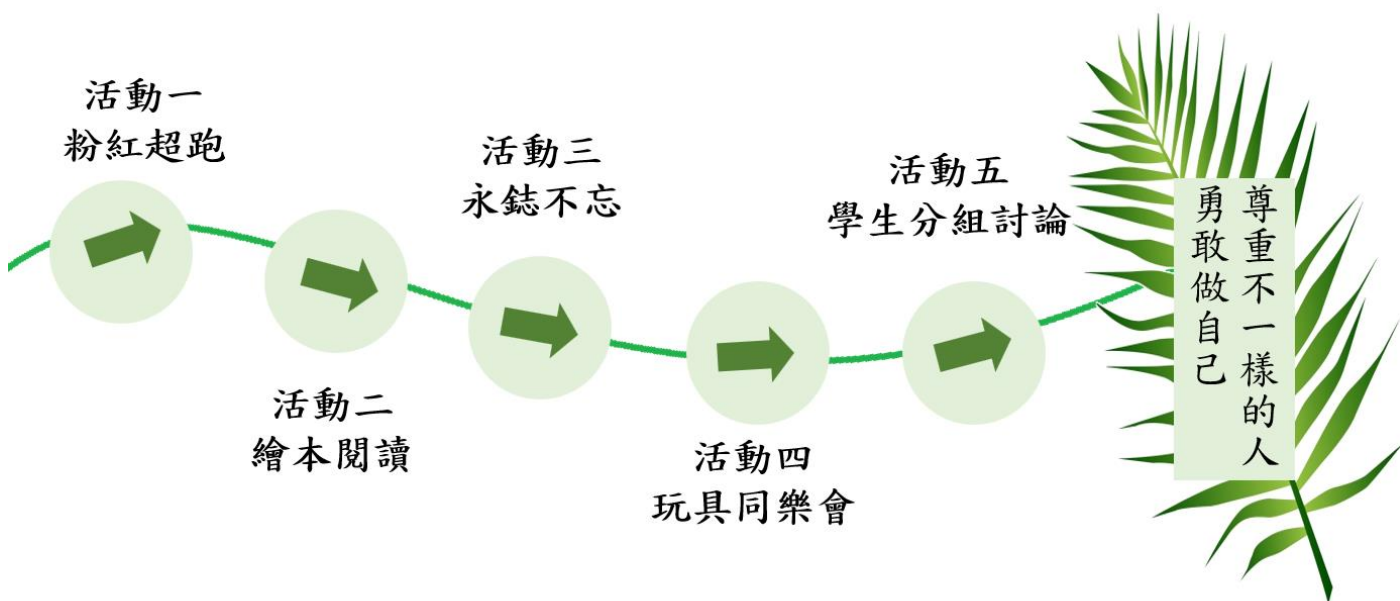 活動一
粉紅超跑
活動二
繪本閱讀
活動三
永鋕不忘
活動四
玩具同樂會
活動五
學生分組討論
尊重不一樣的人
勇敢做自己